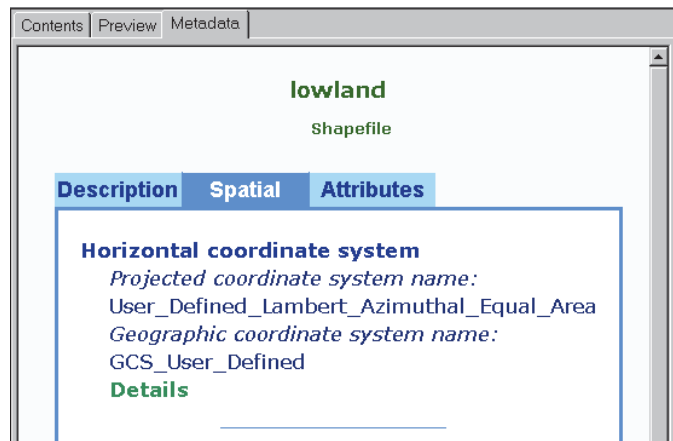 Contents Preview Metadata
lowland
Shapefile
Description Spatial Attributes
Horizontal coordinate system
Projected coordinate system name:
User_Defined_Lambert_Azimuthal_Equal_Area
Geographic coordinate system name:
GCS_User_Defined
Details